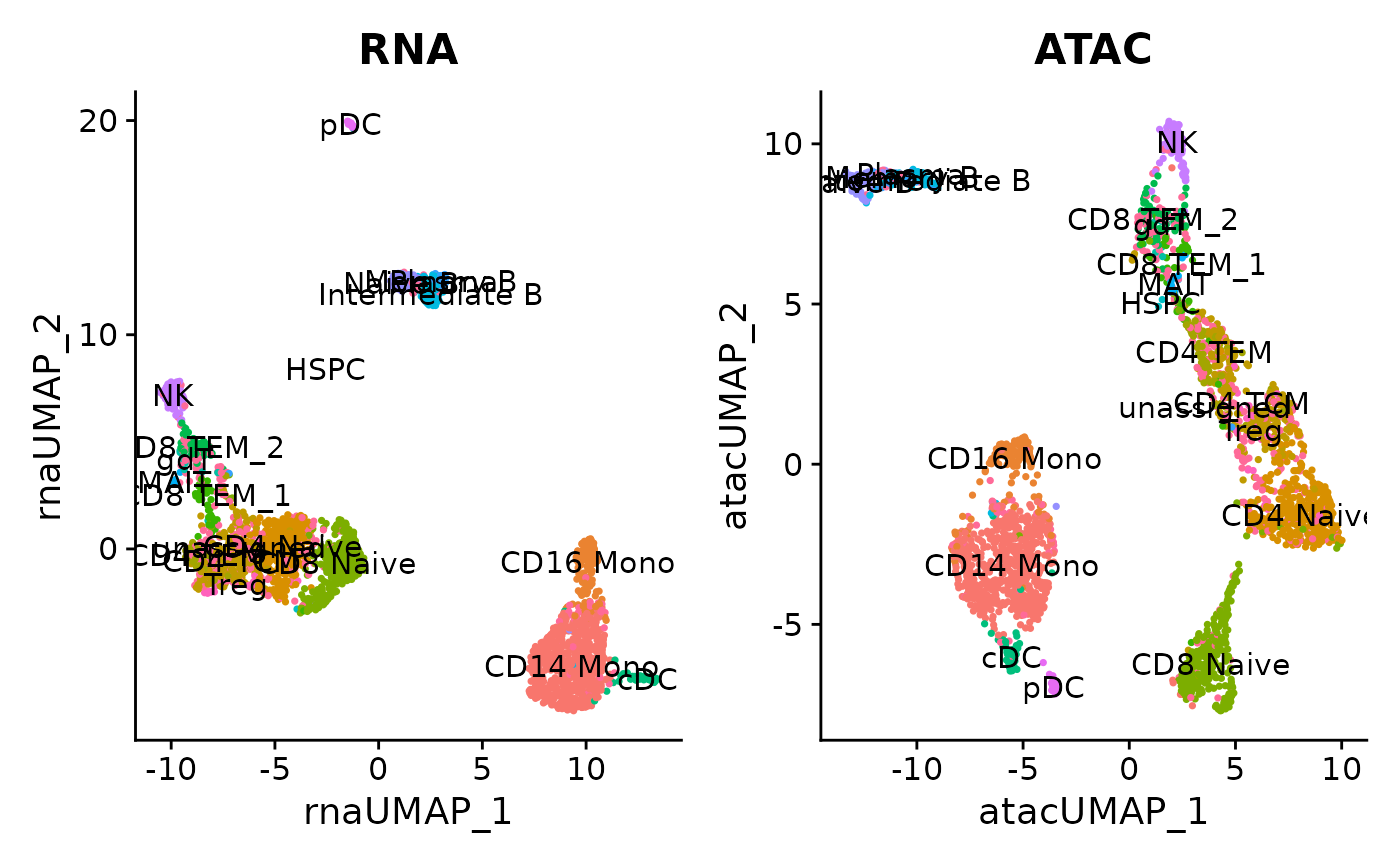 RNA
ATAC
rnaUMAP_2
20
10
0
pDC
Intermediate B
HSPC
NK
gdT
MAIT
Treg
CD8 Naive
CD16 Mono
CD14 Mono
cDC
-10
-5
0
5
10
rnaUMAP_1
atacUMAP_2
10
5
0
-5
NK
CD8 TEM_2
gdT
CD8 TEM_1
MAIT
HSPC
CD4 TEM
CD4 TCM
unassigned
Treg
CD4 Naive
CD16 Mono
CD14 Mono
cDC
pDC
CD8 Naive
-10
-5
0
5
10
atacUMAP_1